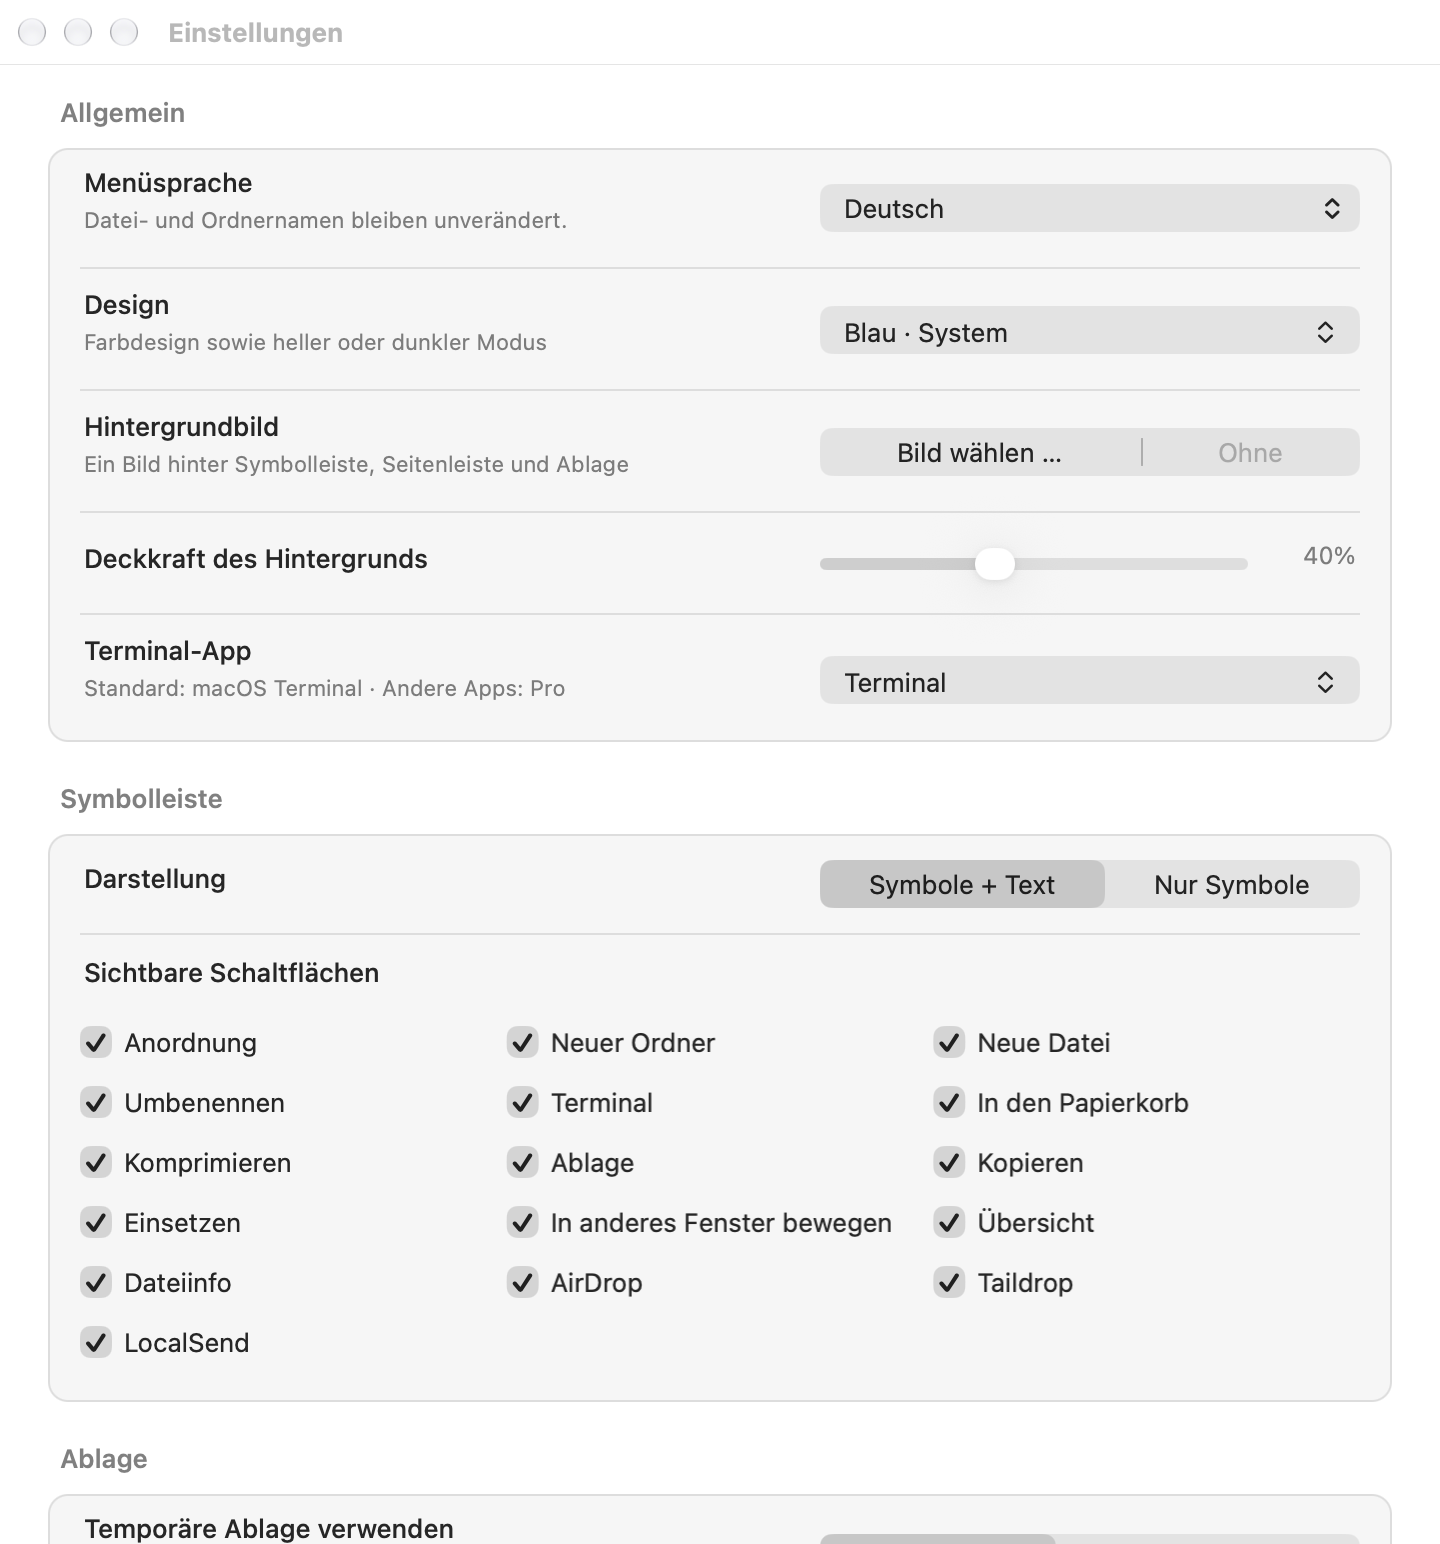 Einstellungen
Allgemein
Menüsprache
Datei- und Ordnernamen bleiben unverändert.
Deutsch
Design
Farbdesign sowie heller oder dunkler Modus
Blau · System
Hintergrundbild
Ein Bild hinter Symbolleiste, Seitenleiste und Ablage
Bild wählen ... Ohne
Deckkraft des Hintergrunds
40%
Terminal-App
Standard: macOS Terminal · Andere Apps: Pro
Terminal
Symbolleiste
Darstellung
Symbole + Text Nur Symbole
Sichtbare Schaltflächen
Anordnung Neuer Ordner Neue Datei
Umbenennen Terminal In den Papierkorb
Komprimieren Ablage Kopieren
Einsetzen In anderes Fenster bewegen Übersicht
Dateiinfo AirDrop Taildrop
LocalSend
Ablage
Temporäre Ablage verwenden